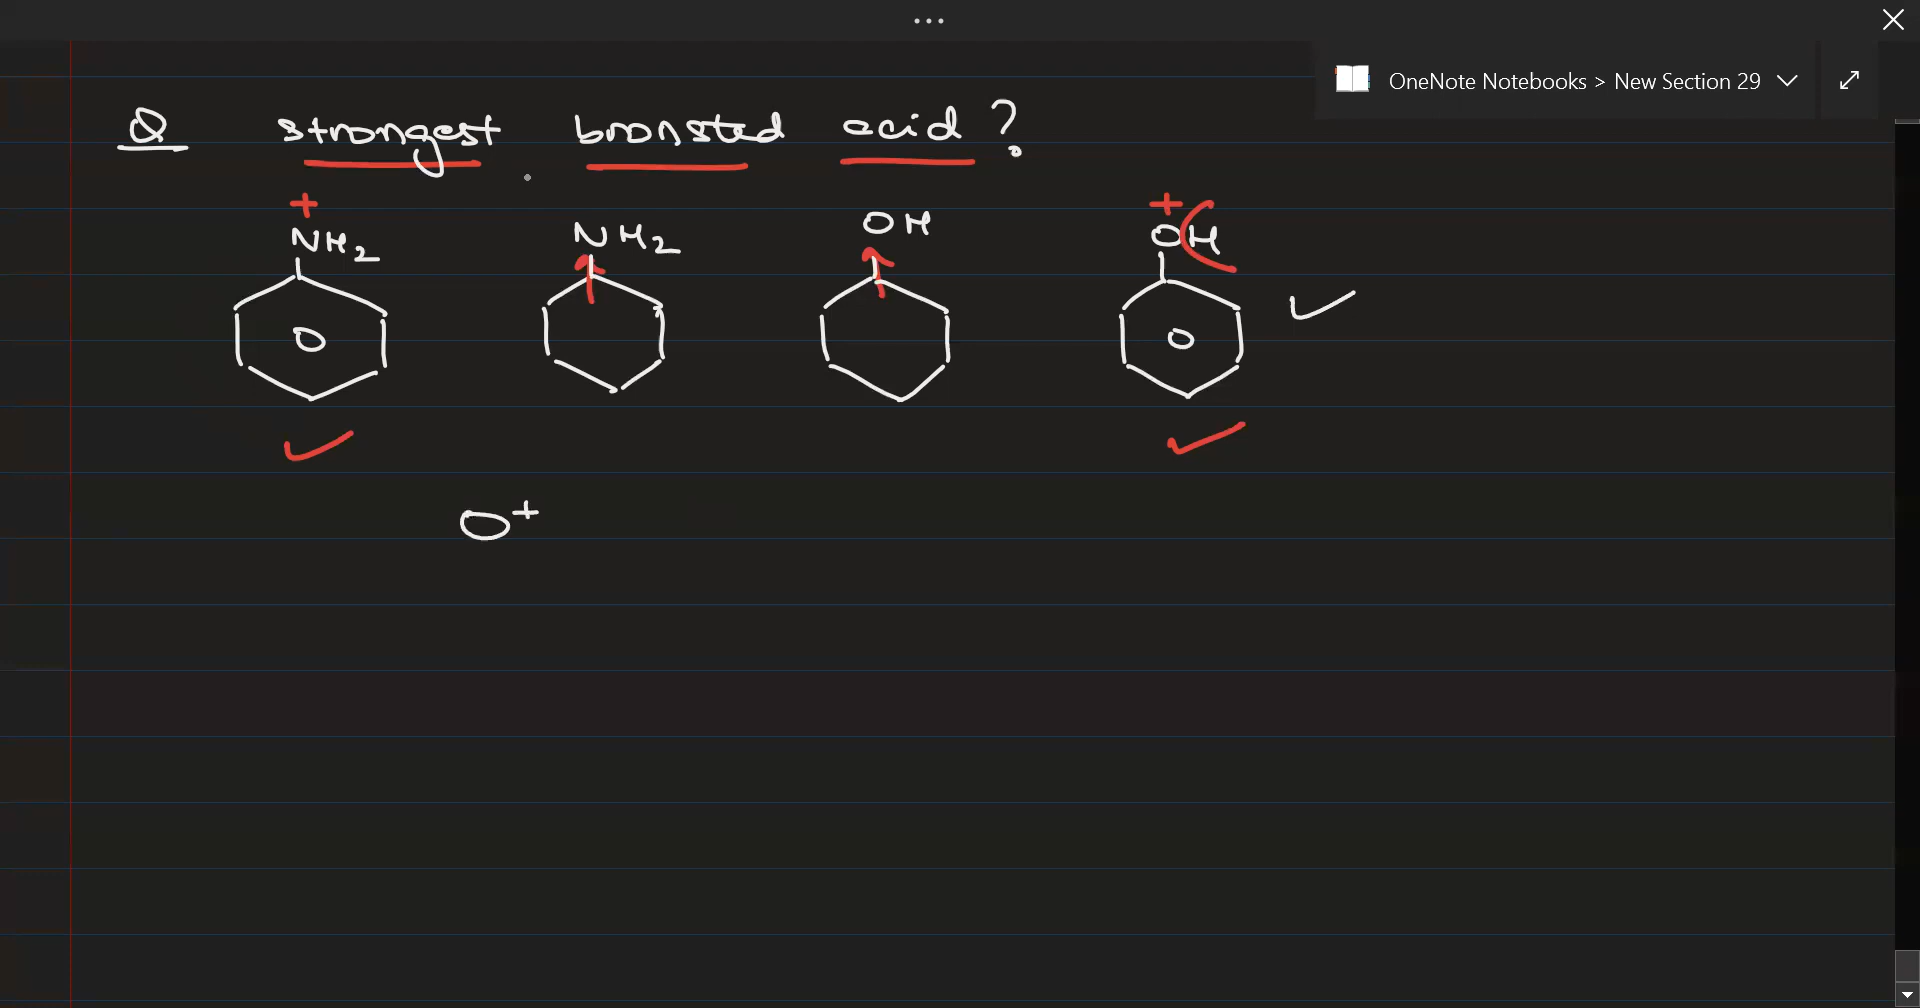 ...
OneNote Notebooks > New Section 29
Q strongest bronsted acid ?
+ +
NH2 NH2 OH OH
O O
O+